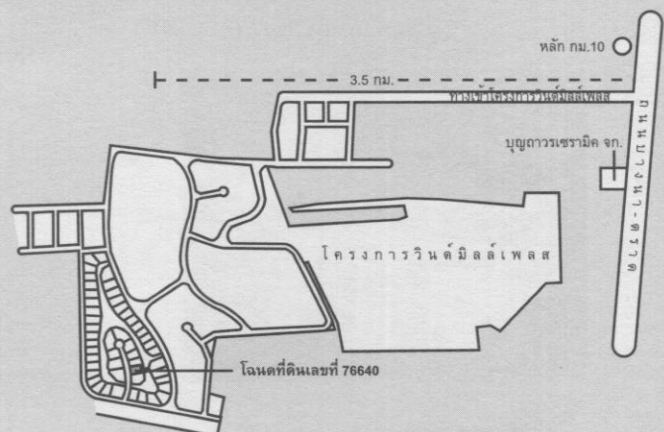 หลัก กม.10
3.5 กม.
ทางเข้าโครงการวินด์มิลล์เพลส
บุญถาวรเซรามิค จก.
ถนนบางนา-ตราด
โครงการวินด์มิลล์เพลส
โฉนดที่ดินเลขที่ 76640